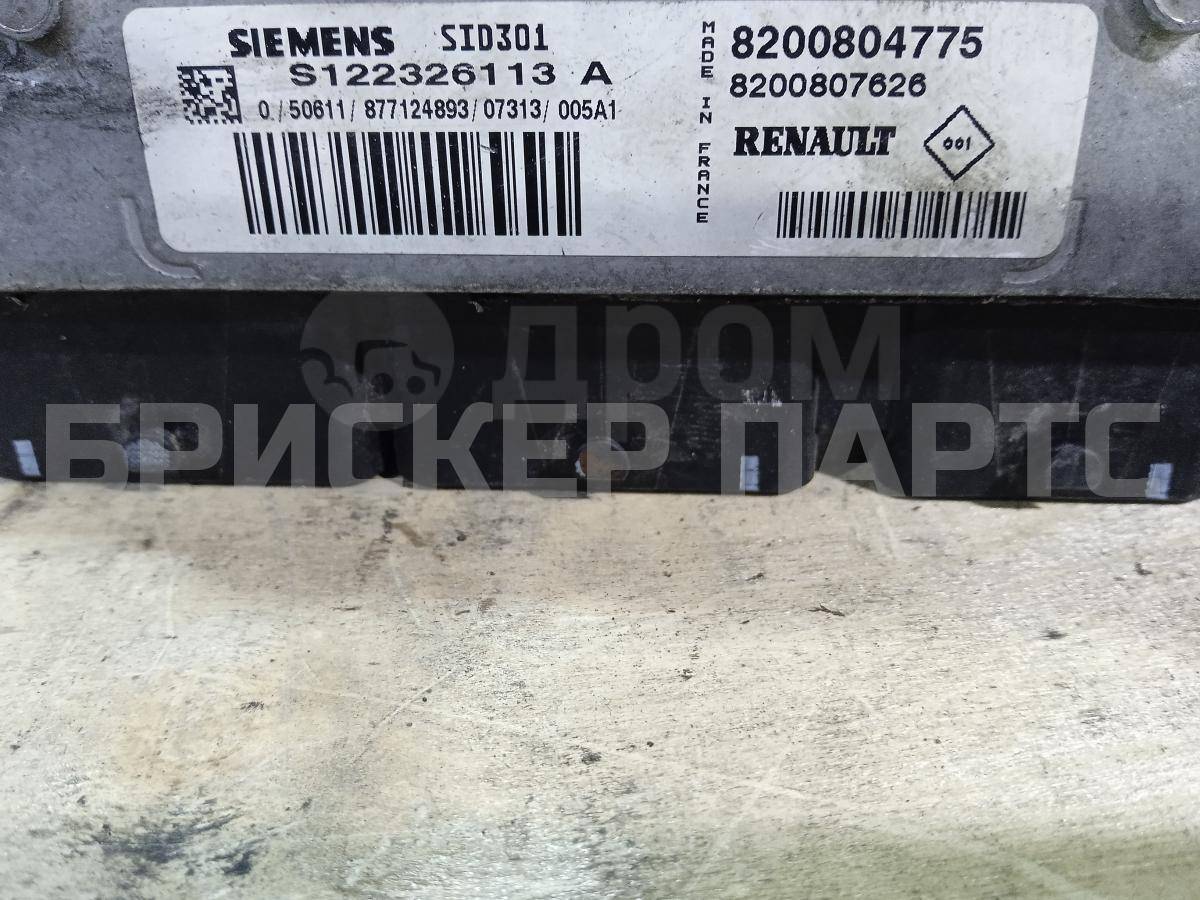 SIEMENS SID301
S122326113 A
0 / 50611 / 877124893 / 07313 / 005A1
MADE IN FRANCE
8200804775
8200807626
RENAULT 001
ДРОМ
БРИСКЕР ПАРТС